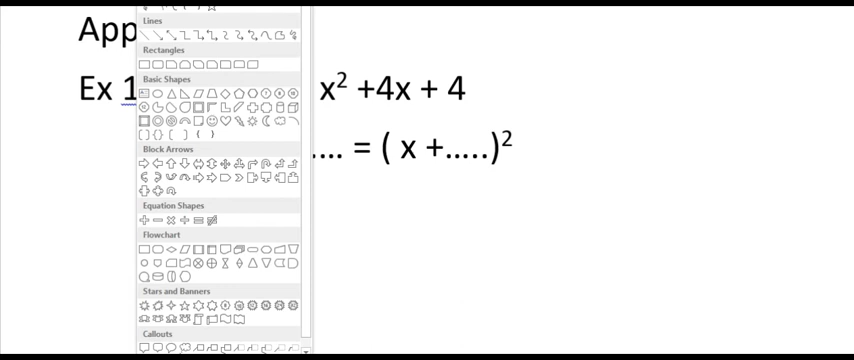 App
Lines
Rectangles
Ex 1 x² +4x + 4
Basic Shapes
.... = ( x +.....)²
Block Arrows
Equation Shapes
Flowchart
Stars and Banners
Callouts